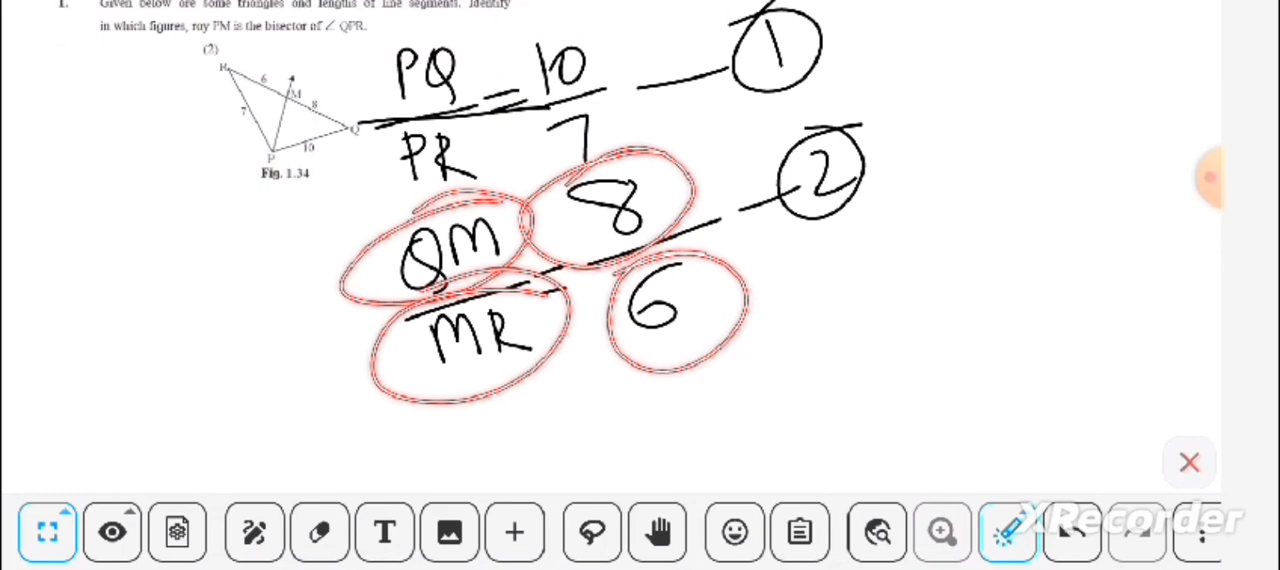 1. Given below are some triangles and lengths of line segments. Identify
in which figures, ray PM is the bisector of ∠ QPR.
(2)
R
6
M
8
7
Q
10
P
Fig. 1.34
PQ = 10
PR 7
1
QM = 8
MR 6
2
T
XRecorder